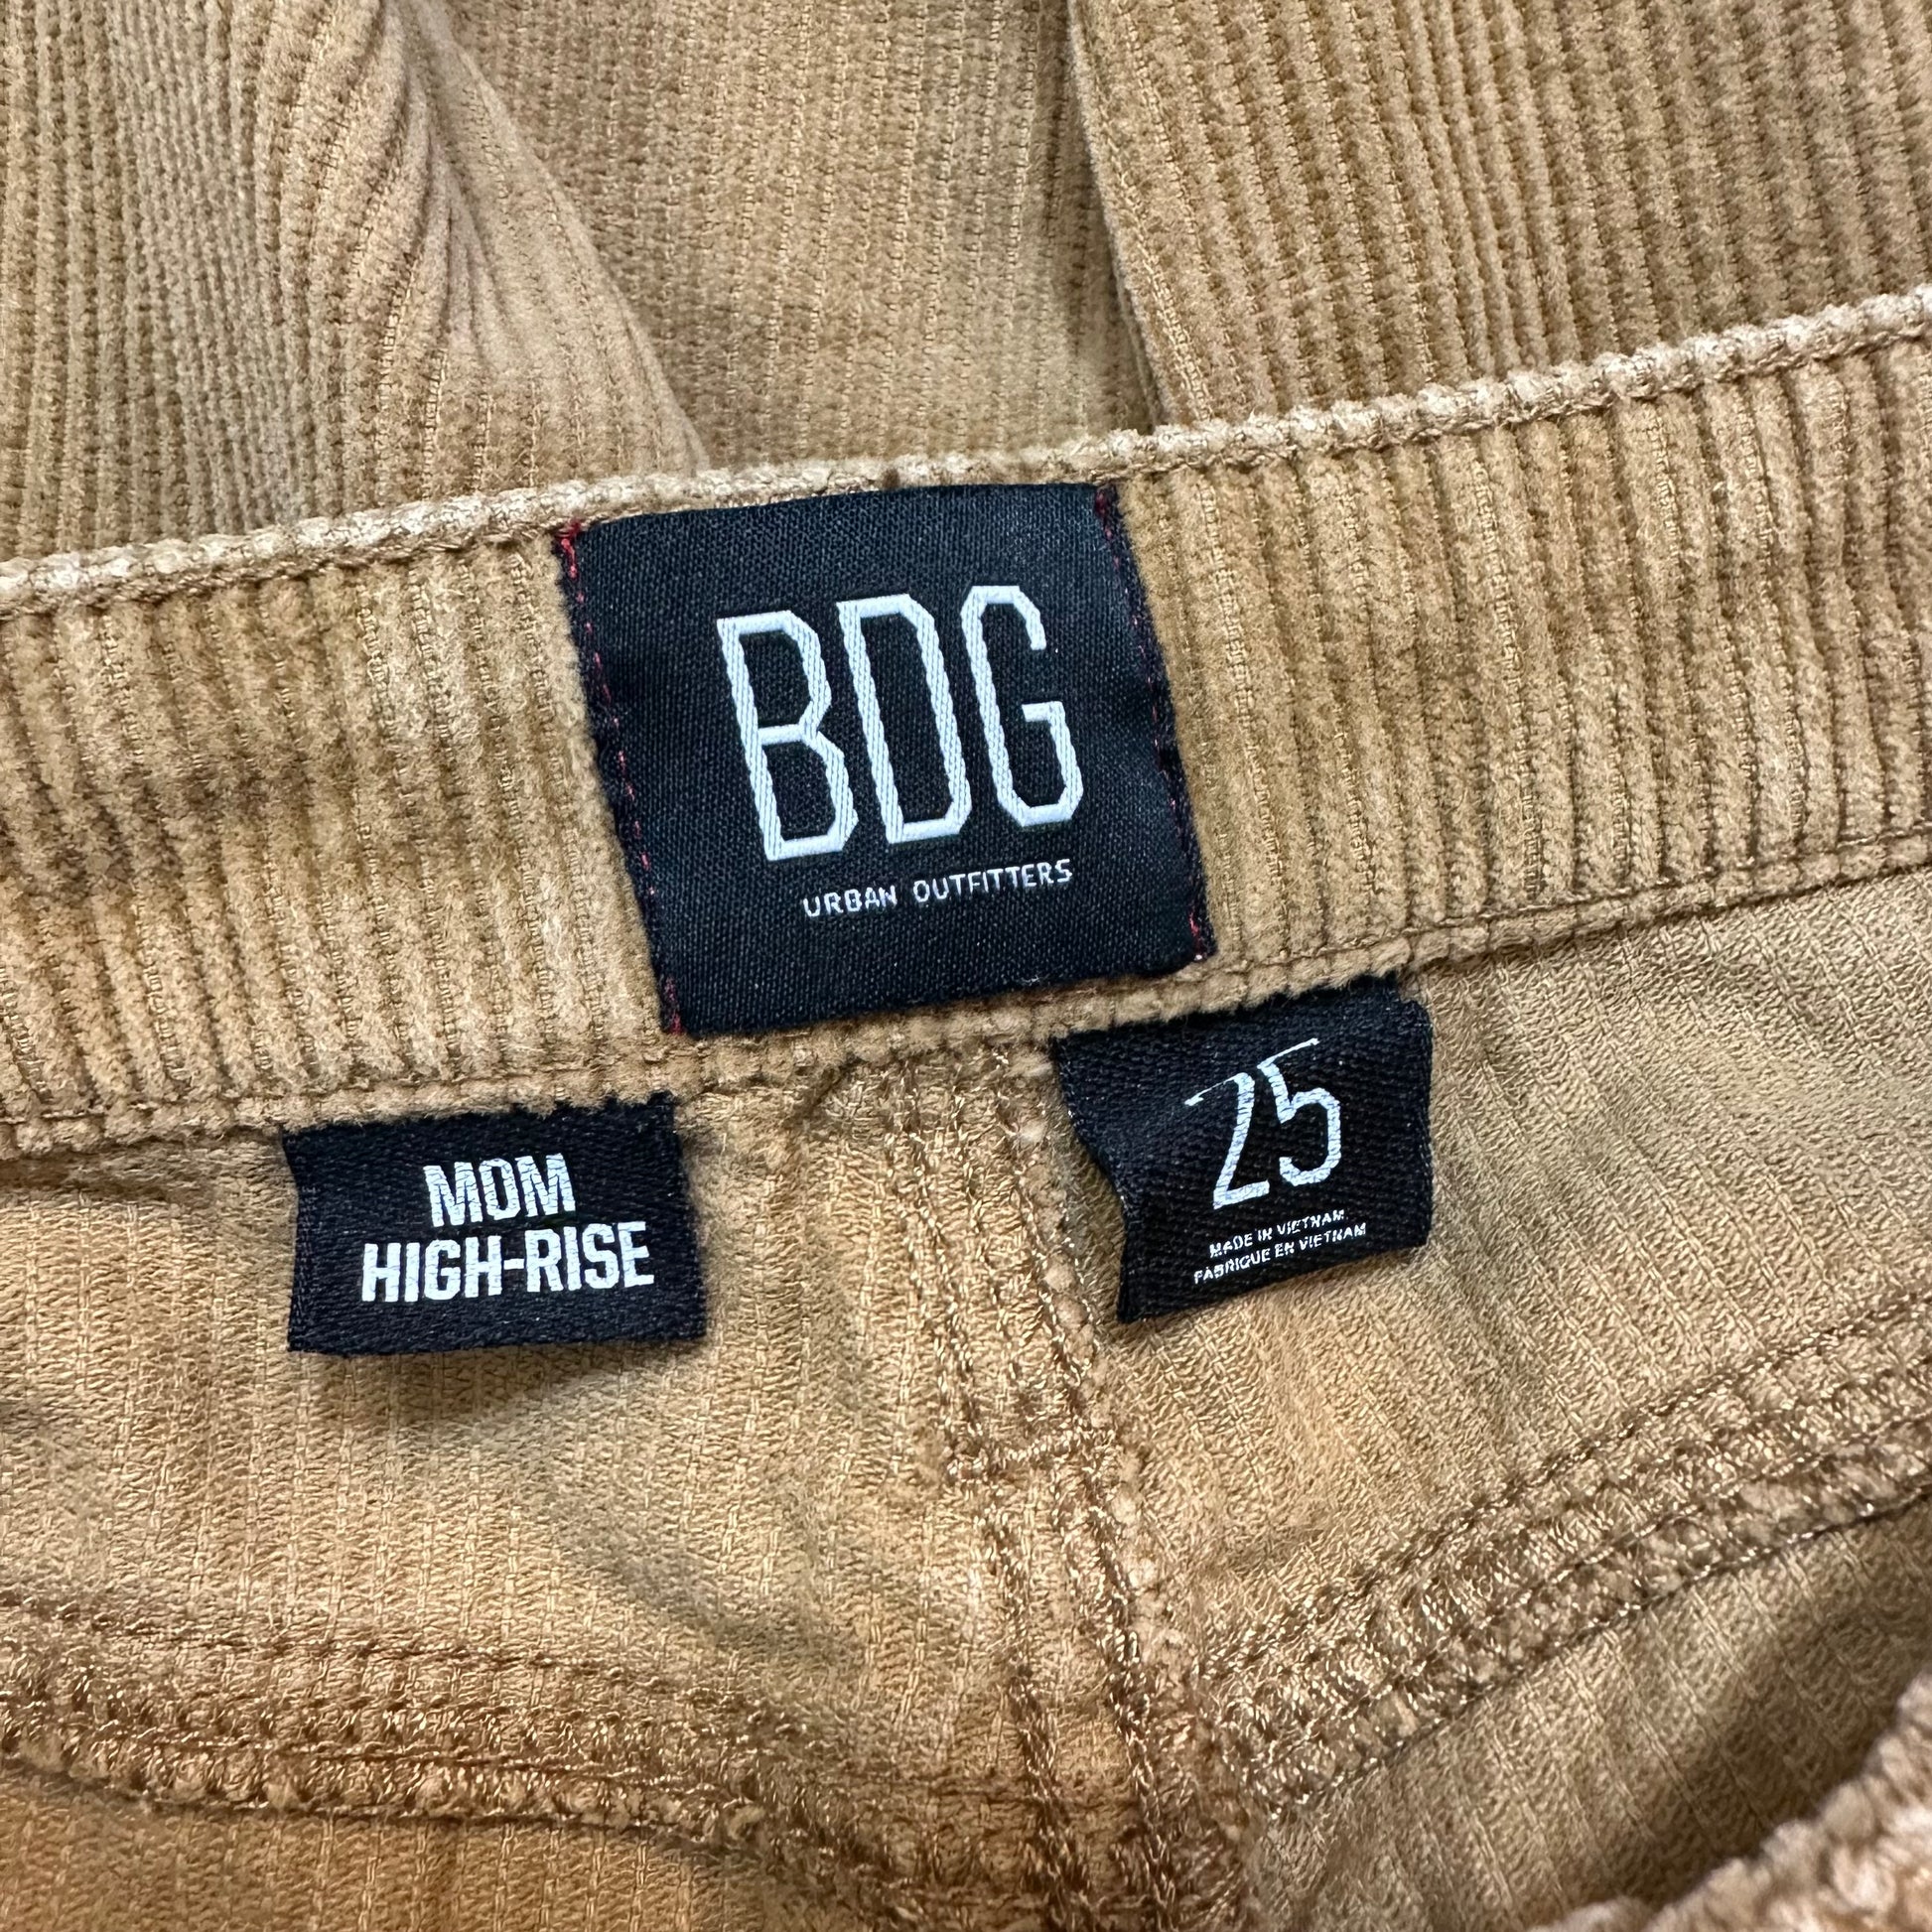 BDG
URBAN OUTFITTERS
MOM
HIGH-RISE
25
MADE IN VIETNAM
FABRIQUE EN VIETNAM